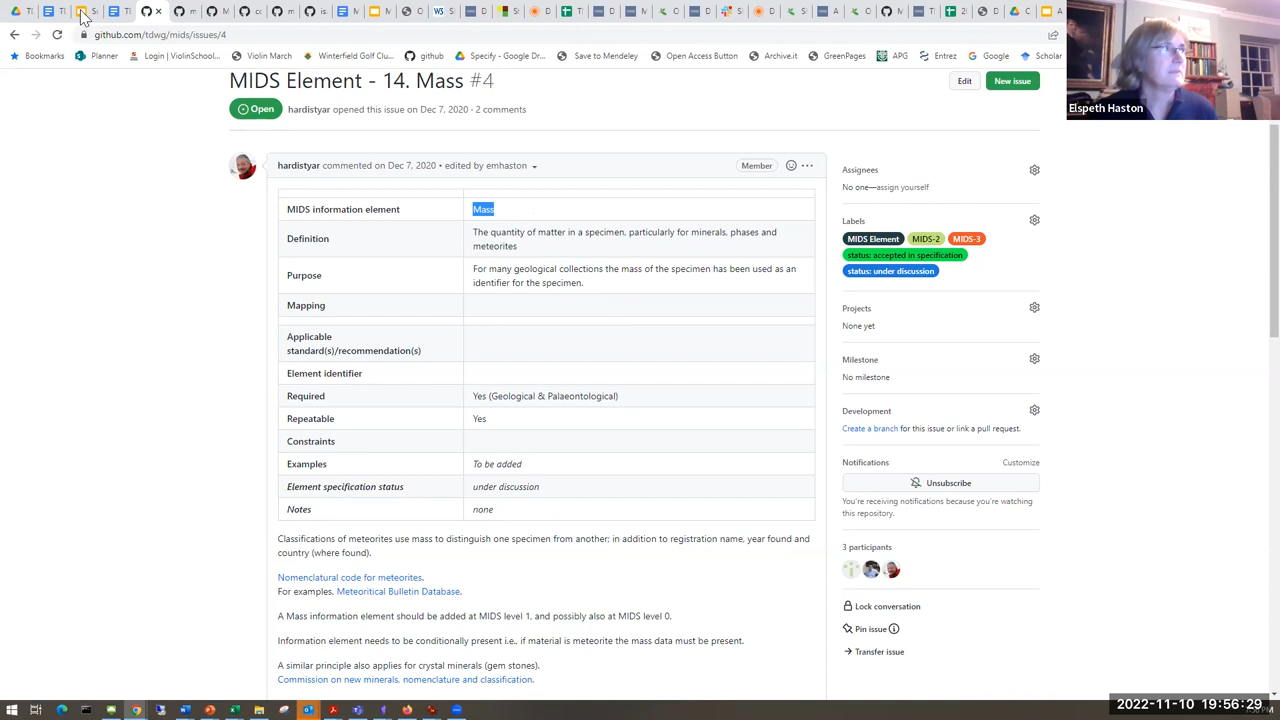 github.com/tdwg/mids/issues/4
Bookmarks Planner Login | ViolinSchool... Violin March Winterfield Golf Clu... github Specify - Google Dr... Save to Mendeley Open Access Button Archive.it GreenPages APG Entrez Google Scholar
MIDS Element - 14. Mass #4
Edit
New issue
Open
hardistyar opened this issue on Dec 7, 2020 • 2 comments
Elspeth Haston
hardistyar commented on Dec 7, 2020 • edited by emhaston
Member
MIDS information element Mass
Definition The quantity of matter in a specimen, particularly for minerals, phases and
meteorites
Purpose For many geological collections the mass of the specimen has been used as an
identifier for the specimen.
Mapping
Applicable
standard(s)/recommendation(s)
Element identifier
Required Yes (Geological & Palaeontological)
Repeatable Yes
Constraints
Examples To be added
Element specification status under discussion
Notes none
Classifications of meteorites use mass to distinguish one specimen from another; in addition to registration name, year found and
country (where found).
Nomenclatural code for meteorites.
For examples, Meteoritical Bulletin Database.
A Mass information element should be added at MIDS level 1, and possibly also at MIDS level 0.
Information element needs to be conditionally present i.e., if material is meteorite the mass data must be present.
A similar principle also applies for crystal minerals (gem stones).
Commission on new minerals, nomenclature and classification.
Assignees
No one—assign yourself
Labels
MIDS Element MIDS-2 MIDS-3
status: accepted in specification
status: under discussion
Projects
None yet
Milestone
No milestone
Development
Create a branch for this issue or link a pull request.
Notifications Customize
Unsubscribe
You're receiving notifications because you're watching
this repository.
3 participants
Lock conversation
Pin issue
Transfer issue
2022-11-10 19:56:29